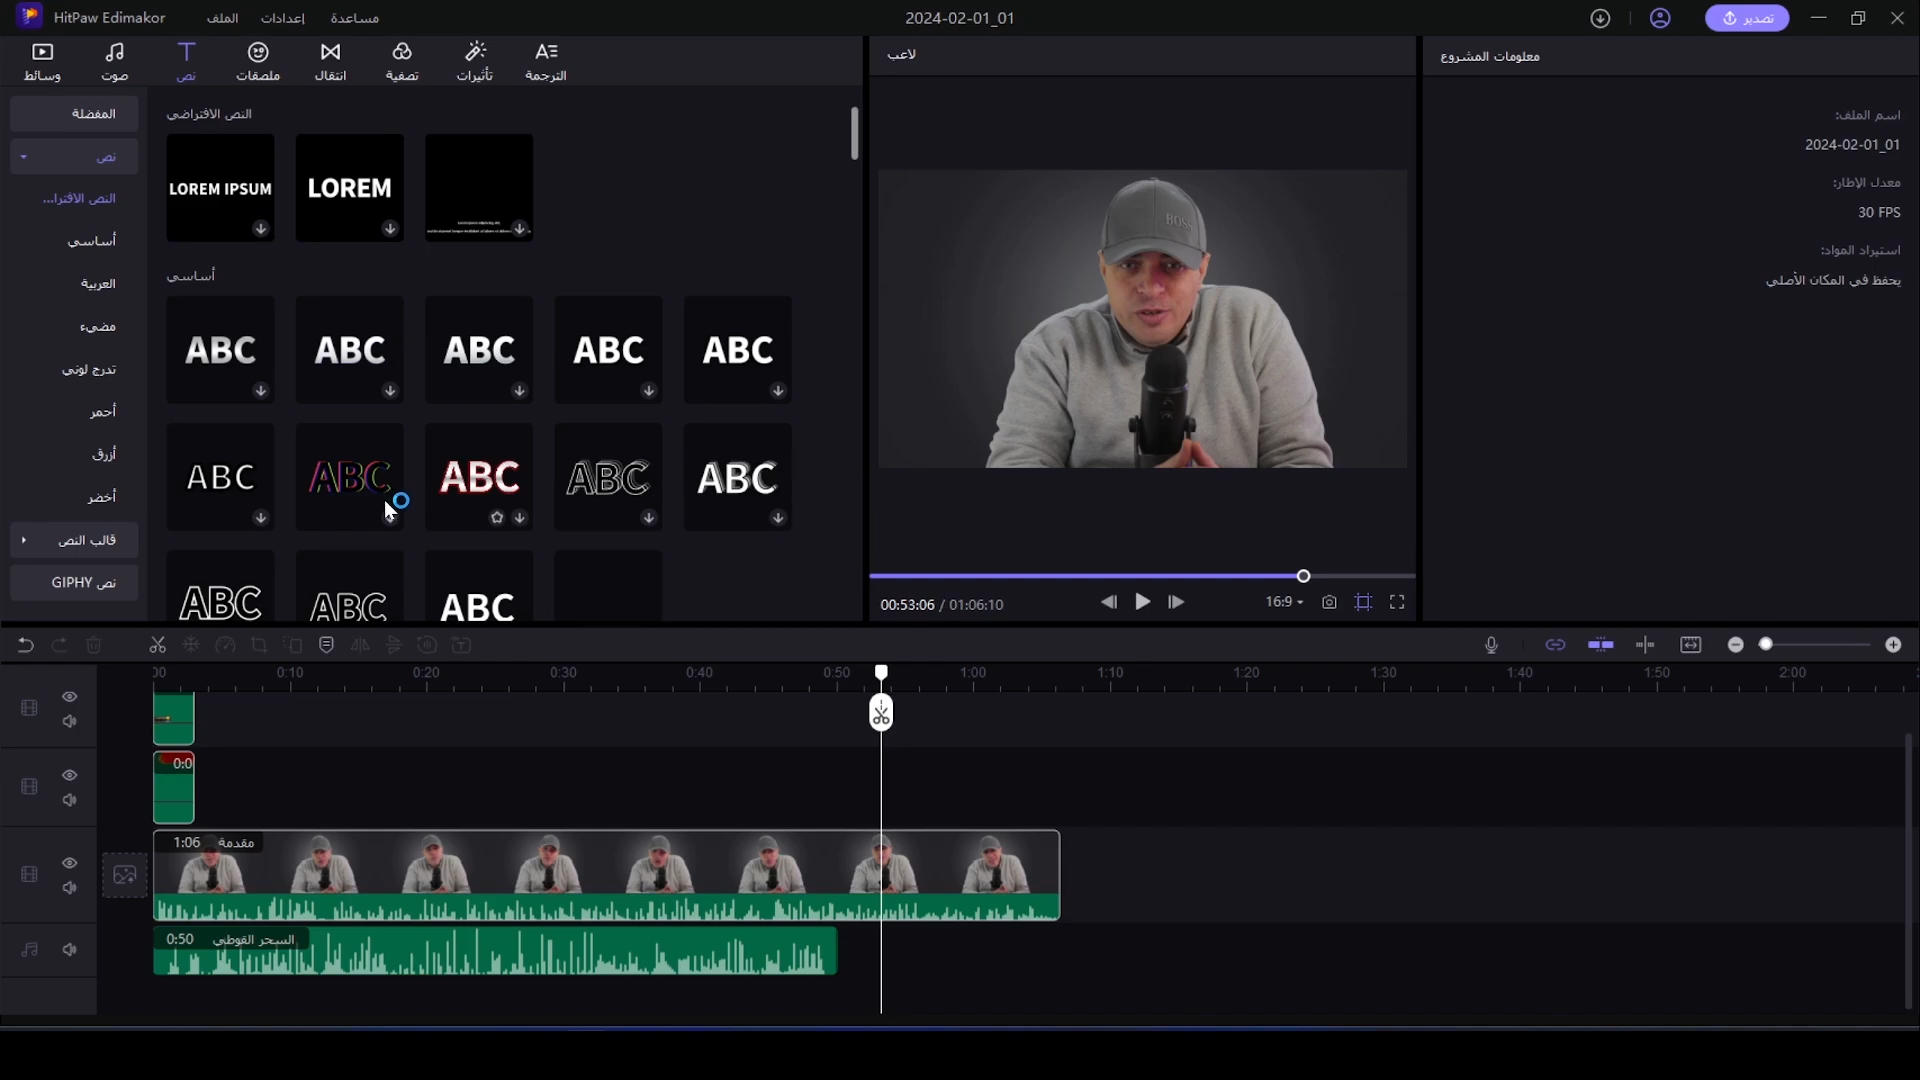 HitPaw Edimakor
الملف
إعدادات
مساعدة
2024-02-01_01
تصدير
وسائط
صوت
نص
ملصقات
انتقال
تصفية
تأثيرات
الترجمة
لاعب
معلومات المشروع
المفضلة
نص
النص الافترا...
أساسي
العربية
مضيء
تدرج لوني
أحمر
أزرق
أخضر
قالب النص
نص GIPHY
النص الافتراضي
LOREM IPSUM
LOREM
أساسي
ABC
ABC
ABC
ABC
ABC
ABC
ABC
ABC
ABC
ABC
ABC
ABC
ABC
BOSS
00:53:06 / 01:06:10
16:9
اسم الملف:
2024-02-01_01
معدل الإطار:
30 FPS
استيراد المواد:
يحفظ في المكان الأصلي
00
0:10
0:20
0:30
0:40
0:50
1:00
1:10
1:20
1:30
1:40
1:50
2:00
0:0
1:06 مقدمة
0:50 السحر القوطي